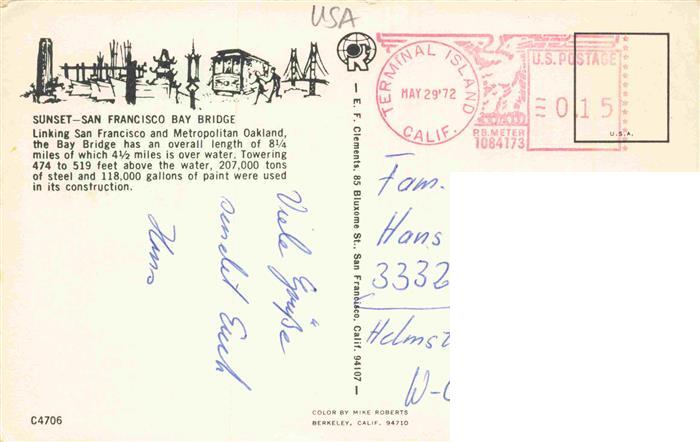 USA
SUNSET—SAN FRANCISCO BAY BRIDGE
Linking San Francisco and Metropolitan Oakland,
the Bay Bridge has an overall length of 8¼
miles of which 4½ miles is over water. Towering
474 to 519 feet above the water, 207,000 tons
of steel and 118,000 gallons of paint were used
in its construction.
Viele Grüße
sendet Euch
Hans
C4706
— E. F. Clements, 85 Bluxome St., San Francisco, Calif. 94107 —
COLOR BY MIKE ROBERTS
BERKELEY, CALIF. 94710
TERMINAL ISLAND
MAY 29'72
CALIF.
P.B. METER
1084173
U.S. POSTAGE
0.15
U.S.A.
Fam.
Hans
3332
Helmst
W-